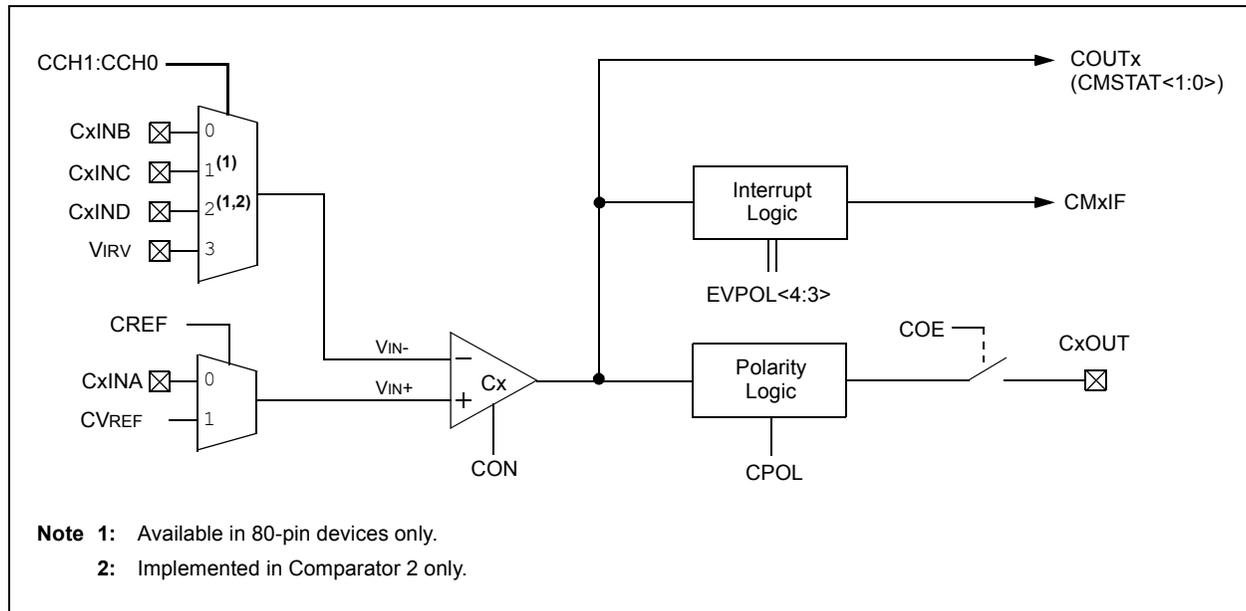 CCH1:CCH0
CxINB
0
CxINC
1(1)
CxIND
2(1,2)
VIRV
3
COUTx
(CMSTAT<1:0>)
Interrupt
Logic
CMxIF
EVPOL<4:3>
CREF
CxINA
0
CVREF
1
VIN-
VIN+
−
+
Cx
CON
Polarity
Logic
CPOL
COE
CxOUT
Note 1: Available in 80-pin devices only.
2: Implemented in Comparator 2 only.